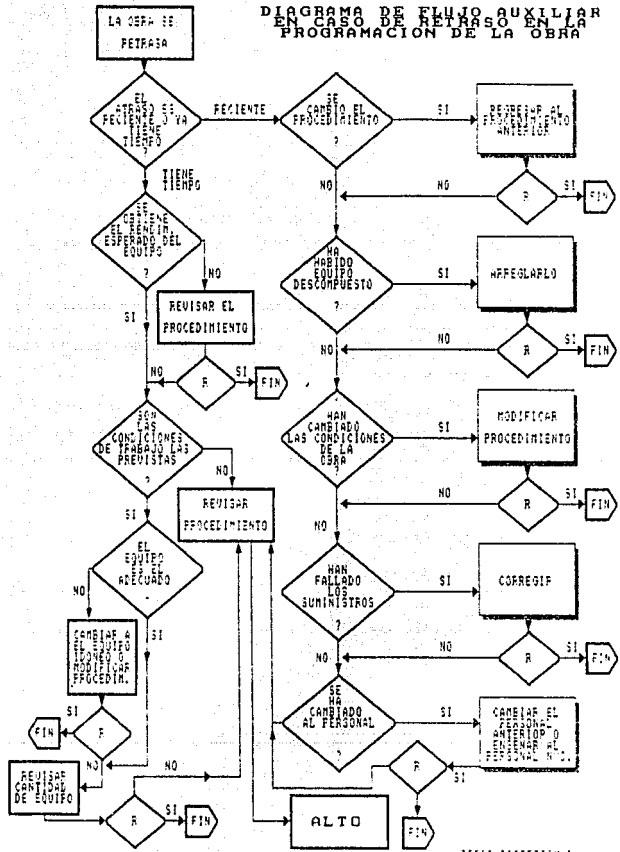 DIAGRAMA DE FLUJO AUXILIAR
EN CASO DE RETRASO EN LA
PROGRAMACION DE LA OBRA
LA OBRA SE
RETRASA
EL
ATRASO ES
RECIENTE O YA
TIENE
TIEMPO
?
RECIENTE
SE
CAMBIO EL
PROCEDIMIENTO
?
SI
REGRESAR AL
PROCEDIMIENTO
ANTERIOR
TIENE
TIEMPO
NO
NO
R
SI
FIN
SE
OBTIENE
EL RENDIM.
ESPERADO DEL
EQUIPO
?
NO
SI
REVISAR EL
PROCEDIMIENTO
HA
HABIDO
EQUIPO
DESCOMPUESTO
?
SI
ARREGLARLO
NO
NO
R
SI
FIN
NO
R
SI
FIN
SON
LAS
CONDICIONES
DE TRABAJO LAS
PREVISTAS
?
NO
SI
HAN
CAMBIADO
LAS CONDICIONES
DE LA
OBRA
?
SI
MODIFICAR
PROCEDIMIENTO
REVISAR
PROCEDIMIENTO
NO
NO
R
SI
FIN
EL
EQUIPO
ES EL
ADECUADO
NO
SI
HAN
FALLADO
LOS
SUMINISTROS
?
SI
CORREGIR
CAMBIAR A
EL EQUIPO
IDONEO O
MODIFICAR
PROCEDIM.
NO
NO
R
SI
FIN
SI
FIN
R
NO
SE
HA
CAMBIADO
AL PERSONAL
?
SI
CAMBIAR EL
PERSONAL
ANTERIOR O
AL
PERSONAL
REVISAR
CANTIDAD
DE EQUIPO
NO
R
SI
FIN
ALTO
R
SI
FIN